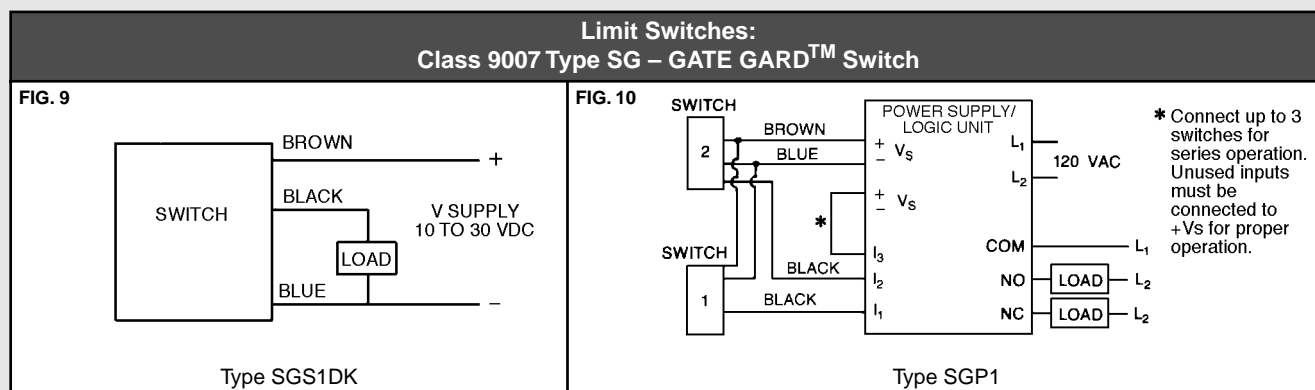 Limit Switches:
Class 9007 Type SG – GATE GARD™ Switch
FIG. 9
BROWN
+
BLACK
SWITCH
V SUPPLY
10 TO 30 VDC
LOAD
BLUE
–
Type SGS1DK
FIG. 10
SWITCH
2
BROWN
BLUE
POWER SUPPLY/
LOGIC UNIT
+
– VS
L1
120 VAC
L2
+
– VS
*
I3
COM
L1
SWITCH
1
BLACK
I2
NO
LOAD
L2
BLACK
I1
NC
LOAD
L2
* Connect up to 3
switches for
series operation.
Unused inputs
must be
connected to
+Vs for proper
operation.
Type SGP1